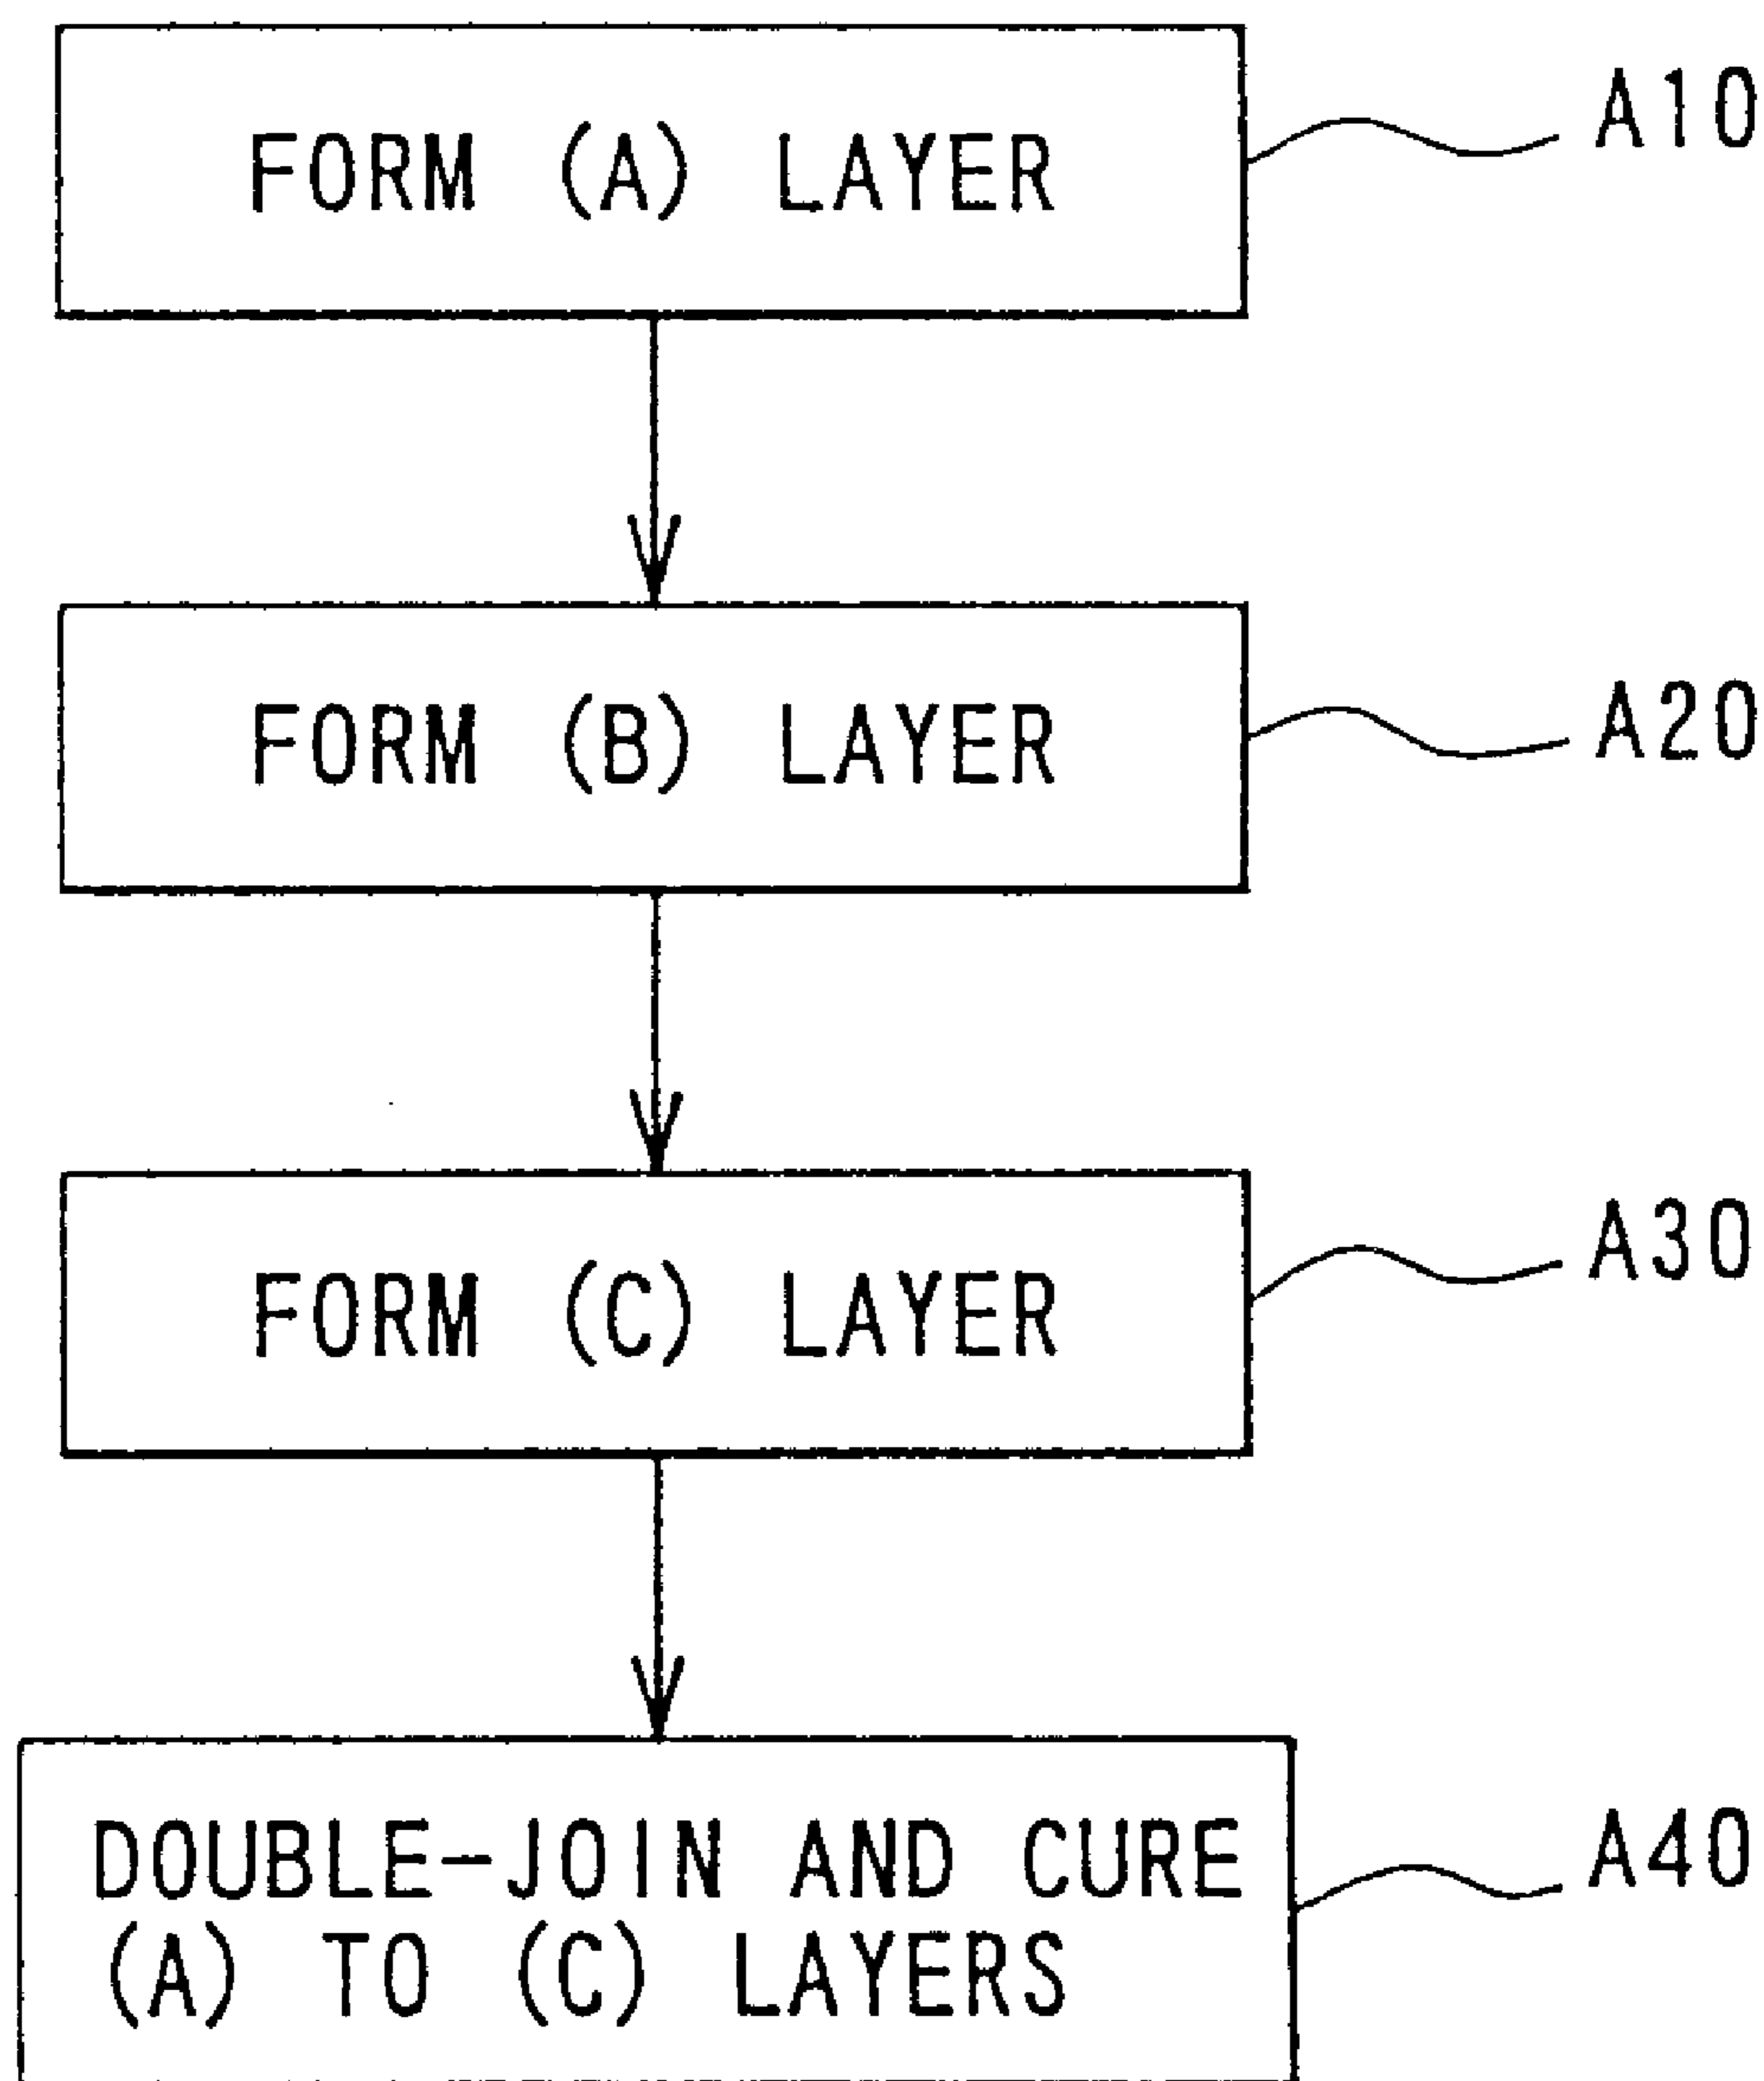 FORM (A) LAYER
A10
FORM (B) LAYER
A20
FORM (C) LAYER
A30
DOUBLE-JOIN AND CURE
(A) TO (C) LAYERS
A40